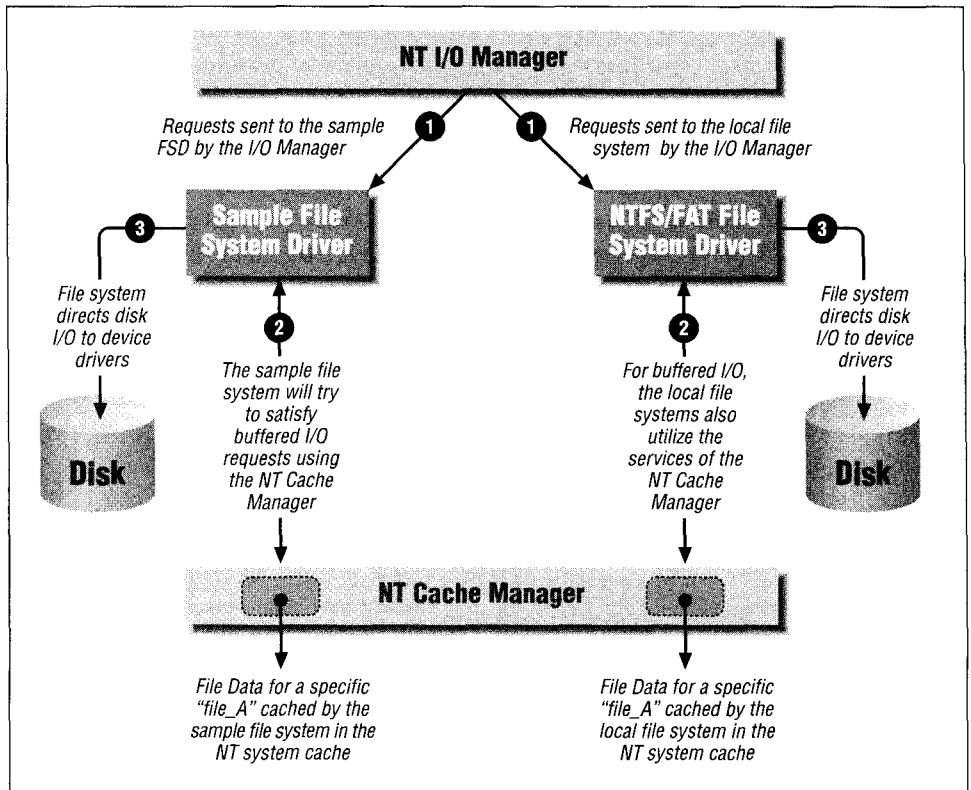 NT I/O Manager
1
1
Requests sent to the sample
FSD by the I/O Manager
Requests sent to the local file
system by the I/O Manager
Sample File
System Driver
NTFS/FAT File
System Driver
3
3
File system
directs disk
I/O to device
drivers
2
The sample file
system will try
to satisfy
buffered I/O
requests using
the NT Cache
Manager
2
For buffered I/O,
the local file
systems also
utilize the
services of the
NT Cache
Manager
File system
directs disk
I/O to device
drivers
Disk
Disk
NT Cache Manager
File Data for a specific
"file_A" cached by the
sample file system in the
NT system cache
File Data for a specific
"file_A" cached by the
local file system in the
NT system cache